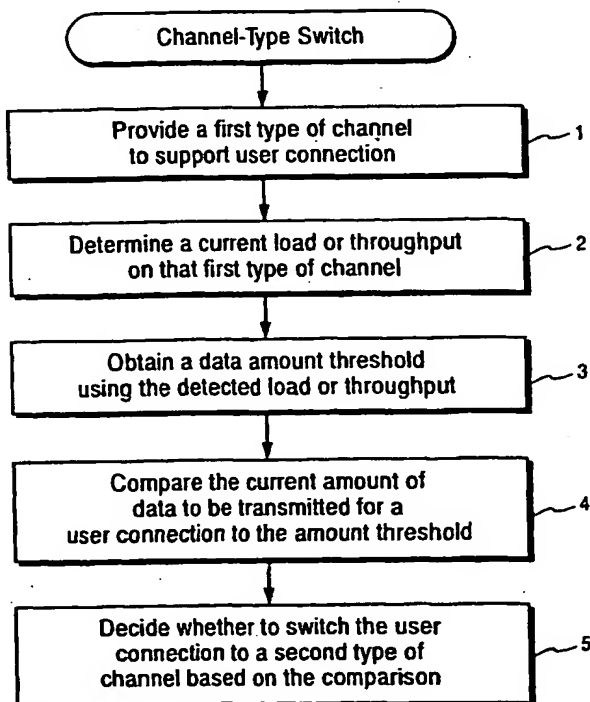 Channel-Type Switch
Provide a first type of channel
to support user connection
1
Determine a current load or throughput
on that first type of channel
2
Obtain a data amount threshold
using the detected load or throughput
3
Compare the current amount of
data to be transmitted for a
user connection to the amount threshold
4
Decide whether to switch the user
connection to a second type of
channel based on the comparison
5